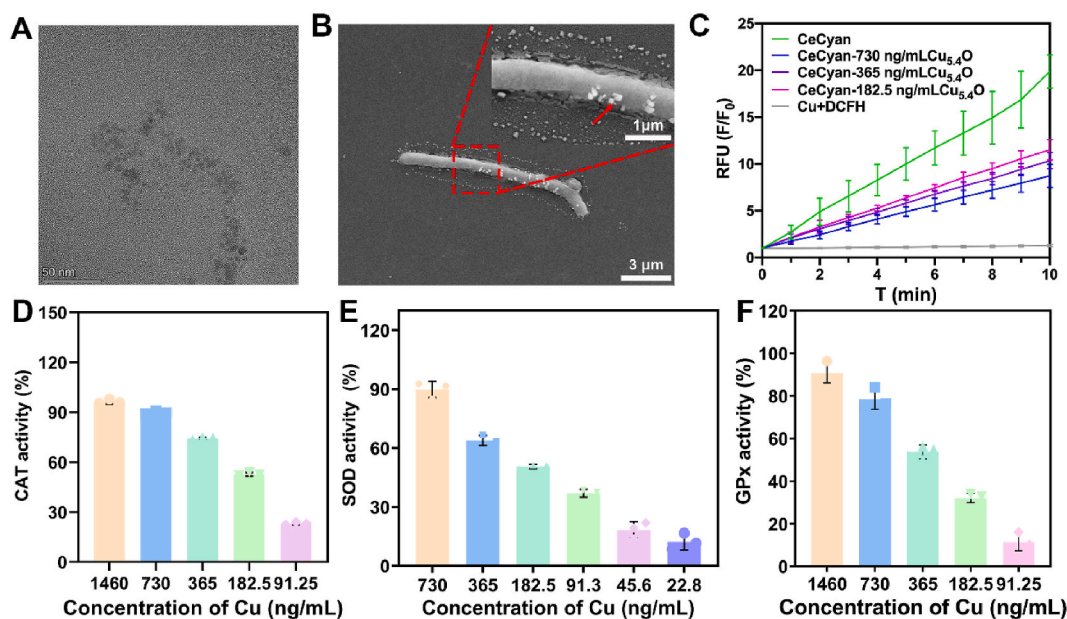 A
50 nm
B
1μm
3 μm
C
RFU (F/F₀)
25
20
15
10
5
0
CeCyan
CeCyan-730 ng/mLCu₅.₄O
CeCyan-365 ng/mLCu₅.₄O
CeCyan-182.5 ng/mLCu₅.₄O
Cu+DCFH
0 2 4 6 8 10
T (min)
D
CAT activity (%)
150
120
90
60
30
0
1460 730 365 182.5 91.25
Concentration of Cu (ng/mL)
E
SOD activity (%)
120
90
60
30
0
730 365 182.5 91.3 45.6 22.8
Concentration of Cu (ng/mL)
F
GPx activity (%)
120
100
80
60
40
20
0
1460 730 365 182.5 91.25
Concentration of Cu (ng/mL)